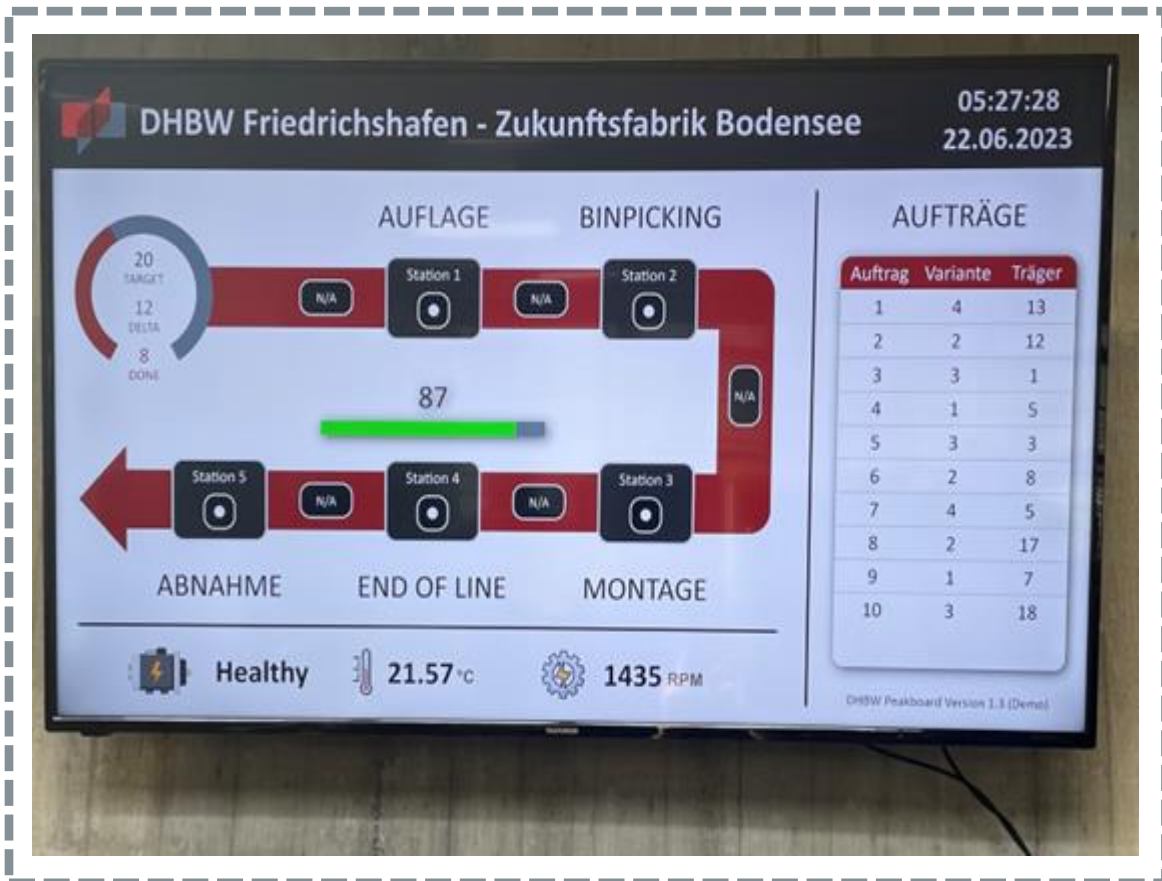 DHBW Friedrichshafen - Zukunftsfabrik Bodensee
05:27:28
22.06.2023
20
TARGET
12
DELTA
8
DONE
AUFLAGE
BINPICKING
N/A
Station 1
N/A
Station 2
N/A
87
Station 5
N/A
Station 4
N/A
Station 3
ABNAHME
END OF LINE
MONTAGE
Healthy
21.57 °C
1435 RPM
AUFTRÄGE
Auftrag Variante Träger
1 4 13
2 2 12
3 3 1
4 1 5
5 3 3
6 2 8
7 4 5
8 2 17
9 1 7
10 3 18
DHBW Peakboard Version 1.3 (Demo)